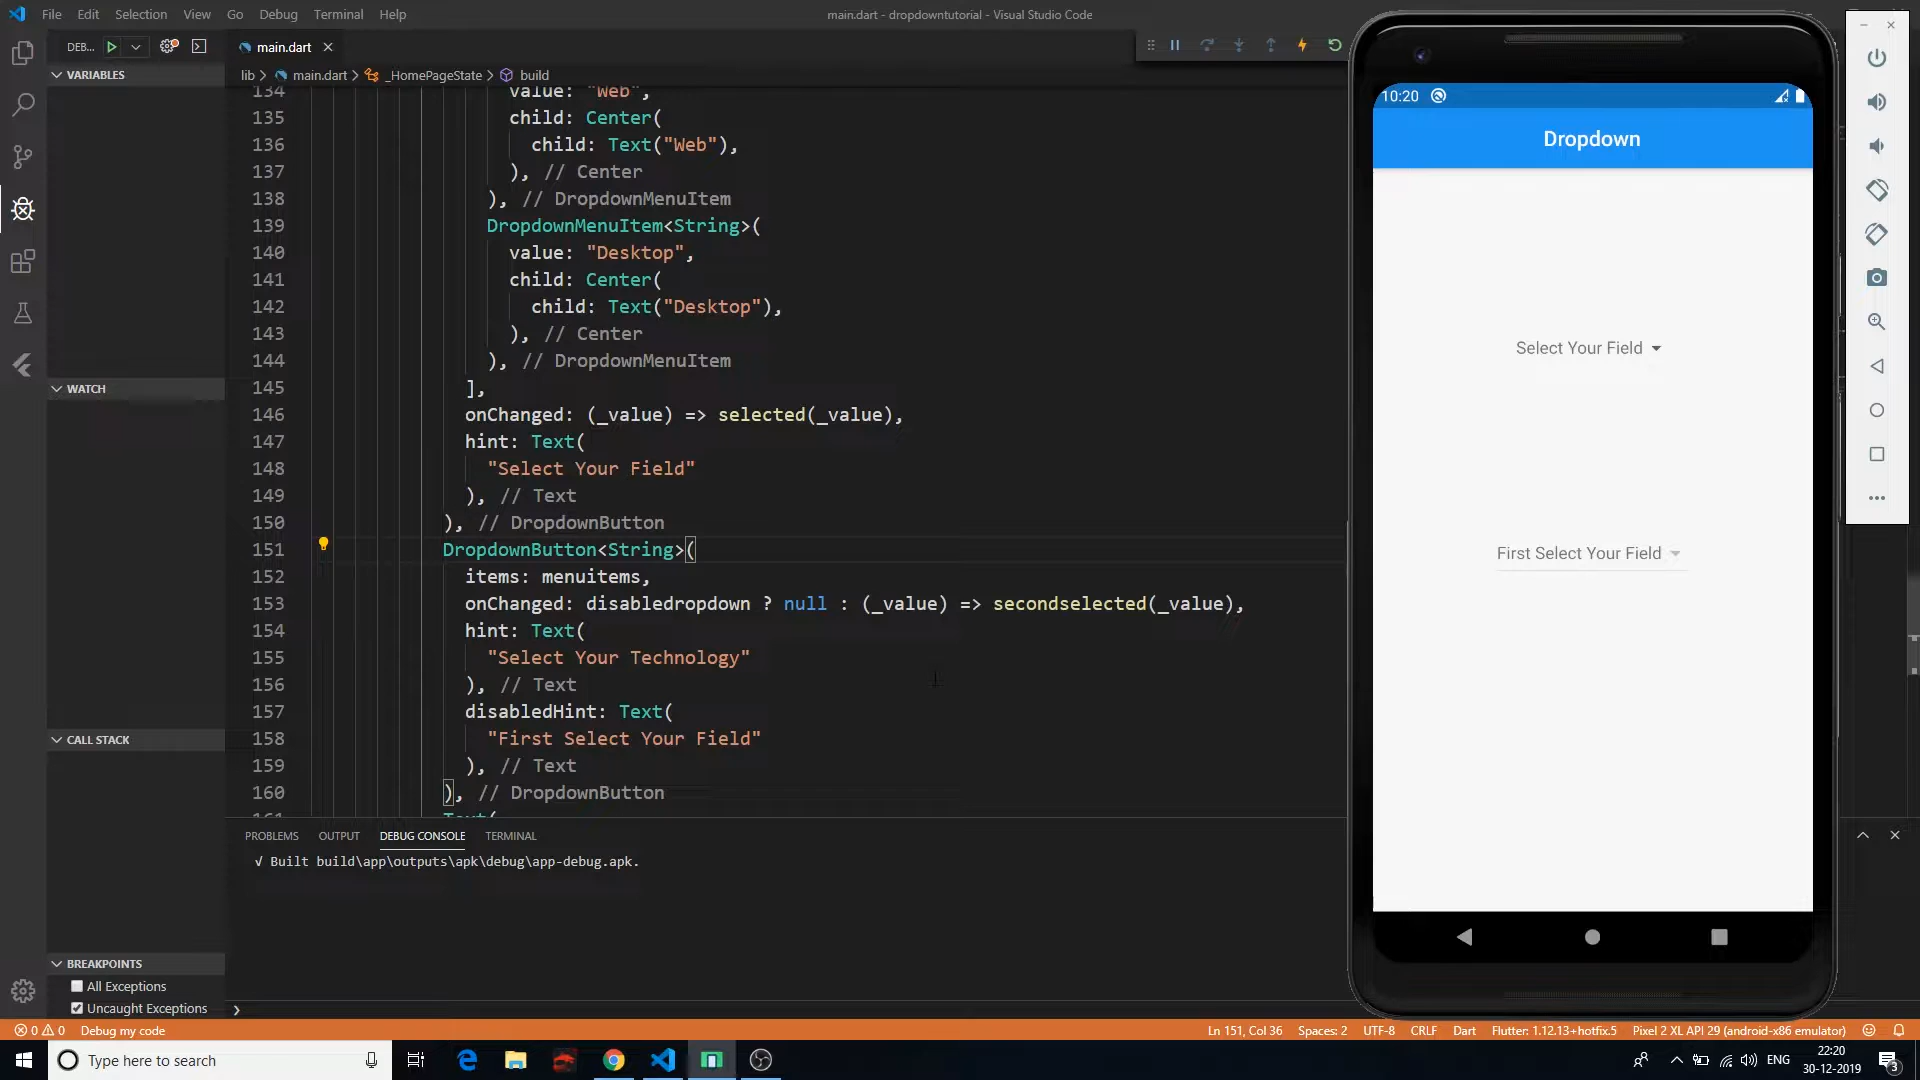 File Edit Selection View Go Debug Terminal Help
main.dart - dropdowntutorial - Visual Studio Code
DEB...
main.dart
VARIABLES
lib > main.dart > _HomePageState > build
134 value: "Web",
135 child: Center(
136 child: Text("Web"),
137 ), // Center
138 ), // DropdownMenuItem
139 DropdownMenuItem<String>(
140 value: "Desktop",
141 child: Center(
142 child: Text("Desktop"),
143 ), // Center
144 ), // DropdownMenuItem
145 ],
146 onChanged: (_value) => selected(_value),
147 hint: Text(
148 "Select Your Field"
149 ), // Text
150 ), // DropdownButton
151 DropdownButton<String>(
152 items: menuitems,
153 onChanged: disabledropdown ? null : (_value) => secondselected(_value),
154 hint: Text(
155 "Select Your Technology"
156 ), // Text
157 disabledHint: Text(
158 "First Select Your Field"
159 ), // Text
160 ), // DropdownButton
WATCH
CALL STACK
BREAKPOINTS
All Exceptions
Uncaught Exceptions
PROBLEMS OUTPUT DEBUG CONSOLE TERMINAL
√ Built build\app\outputs\apk\debug\app-debug.apk.
10:20
Dropdown
Select Your Field
First Select Your Field
0 0 Debug my code
Ln 151, Col 36 Spaces: 2 UTF-8 CRLF Dart Flutter: 1.12.13+hotfix.5 Pixel 2 XL API 29 (android-x86 emulator)
Type here to search
ENG
22:20
30-12-2019
3